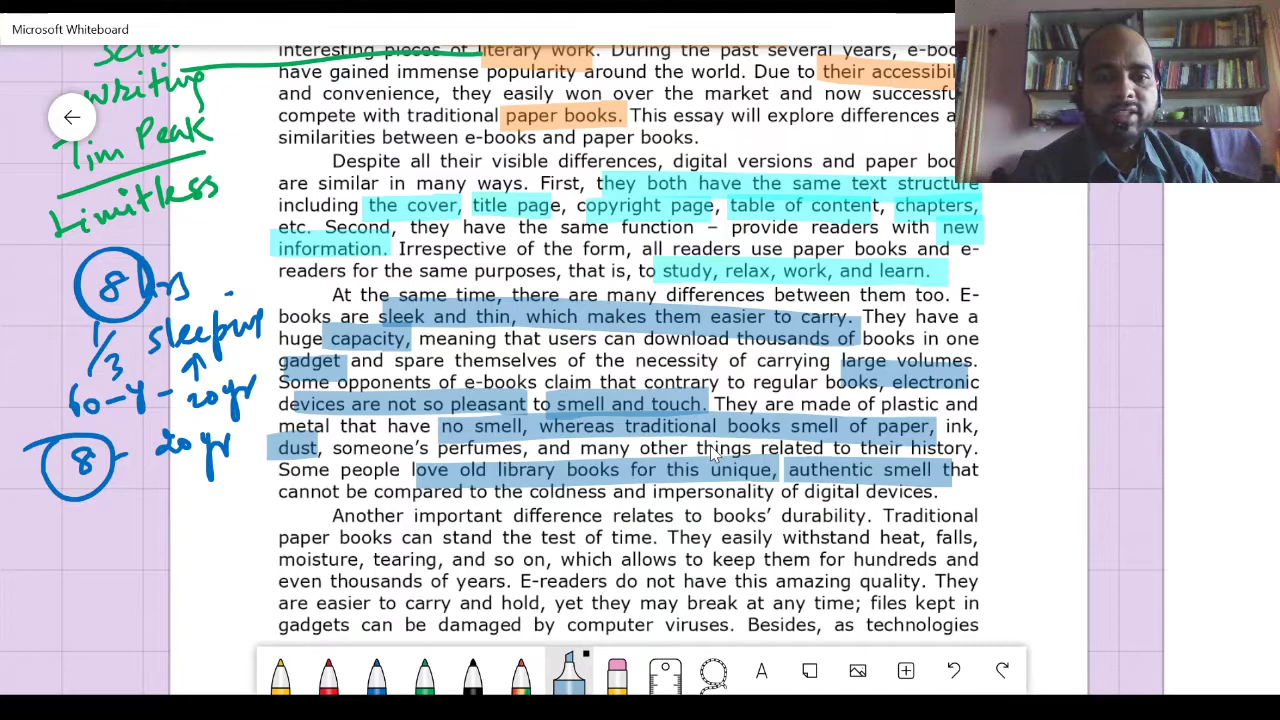 Microsoft Whiteboard
writing
Tim Peak
Limitless
8 hrs
1/3 sleeping
60 - y - 20 yr
8 - 20 yr
interesting pieces of literary work. During the past several years, e-boo
have gained immense popularity around the world. Due to their accessibil
and convenience, they easily won over the market and now successfu
compete with traditional paper books. This essay will explore differences a
similarities between e-books and paper books.
Despite all their visible differences, digital versions and paper boo
are similar in many ways. First, they both have the same text structure
including the cover, title page, copyright page, table of content, chapters,
etc. Second, they have the same function – provide readers with new
information. Irrespective of the form, all readers use paper books and e-
readers for the same purposes, that is, to study, relax, work, and learn.
At the same time, there are many differences between them too. E-
books are sleek and thin, which makes them easier to carry. They have a
huge capacity, meaning that users can download thousands of books in one
gadget and spare themselves of the necessity of carrying large volumes.
Some opponents of e-books claim that contrary to regular books, electronic
devices are not so pleasant to smell and touch. They are made of plastic and
metal that have no smell, whereas traditional books smell of paper, ink,
dust, someone's perfumes, and many other things related to their history.
Some people love old library books for this unique, authentic smell that
cannot be compared to the coldness and impersonality of digital devices.
Another important difference relates to books' durability. Traditional
paper books can stand the test of time. They easily withstand heat, falls,
moisture, tearing, and so on, which allows to keep them for hundreds and
even thousands of years. E-readers do not have this amazing quality. They
are easier to carry and hold, yet they may break at any time; files kept in
gadgets can be damaged by computer viruses. Besides, as technologies
A